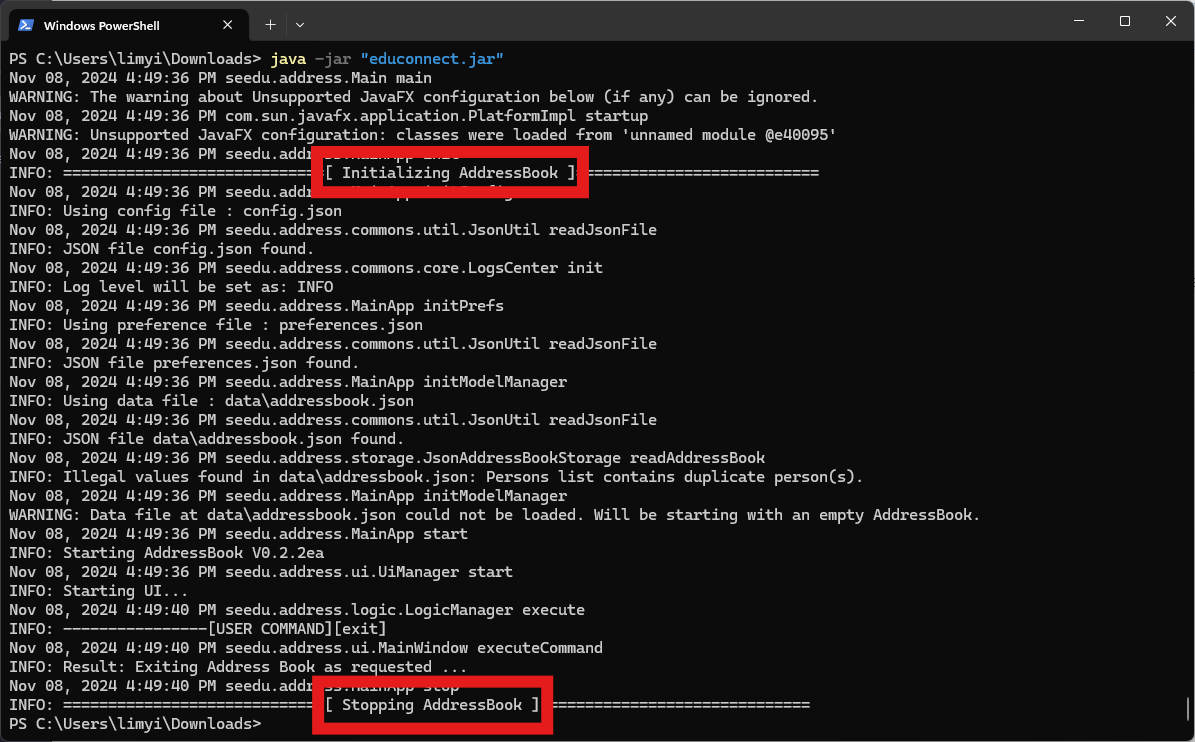 Windows PowerShell
PS C:\Users\limyi\Downloads> java -jar "educonnect.jar"
Nov 08, 2024 4:49:36 PM seedu.address.Main main
WARNING: The warning about Unsupported JavaFX configuration below (if any) can be ignored.
Nov 08, 2024 4:49:36 PM com.sun.javafx.application.PlatformImpl startup
WARNING: Unsupported JavaFX configuration: classes were loaded from 'unnamed module @e40095'
Nov 08, 2024 4:49:36 PM seedu.address.MainApp init
INFO: =============================[ Initializing AddressBook ]===========================
Nov 08, 2024 4:49:36 PM seedu.address.MainApp initConfig
INFO: Using config file : config.json
Nov 08, 2024 4:49:36 PM seedu.address.commons.util.JsonUtil readJsonFile
INFO: JSON file config.json found.
Nov 08, 2024 4:49:36 PM seedu.address.commons.core.LogsCenter init
INFO: Log level will be set as: INFO
Nov 08, 2024 4:49:36 PM seedu.address.MainApp initPrefs
INFO: Using preference file : preferences.json
Nov 08, 2024 4:49:36 PM seedu.address.commons.util.JsonUtil readJsonFile
INFO: JSON file preferences.json found.
Nov 08, 2024 4:49:36 PM seedu.address.MainApp initModelManager
INFO: Using data file : data\addressbook.json
Nov 08, 2024 4:49:36 PM seedu.address.commons.util.JsonUtil readJsonFile
INFO: JSON file data\addressbook.json found.
Nov 08, 2024 4:49:36 PM seedu.address.storage.JsonAddressBookStorage readAddressBook
INFO: Illegal values found in data\addressbook.json: Persons list contains duplicate person(s).
Nov 08, 2024 4:49:36 PM seedu.address.MainApp initModelManager
WARNING: Data file at data\addressbook.json could not be loaded. Will be starting with an empty AddressBook.
Nov 08, 2024 4:49:36 PM seedu.address.MainApp start
INFO: Starting AddressBook V0.2.2ea
Nov 08, 2024 4:49:36 PM seedu.address.ui.UiManager start
INFO: Starting UI...
Nov 08, 2024 4:49:40 PM seedu.address.logic.LogicManager execute
INFO: ----------------[USER COMMAND][exit]
Nov 08, 2024 4:49:40 PM seedu.address.ui.MainWindow executeCommand
INFO: Result: Exiting Address Book as requested ...
Nov 08, 2024 4:49:40 PM seedu.address.MainApp stop
INFO: =============================[ Stopping AddressBook ]==============================
PS C:\Users\limyi\Downloads>